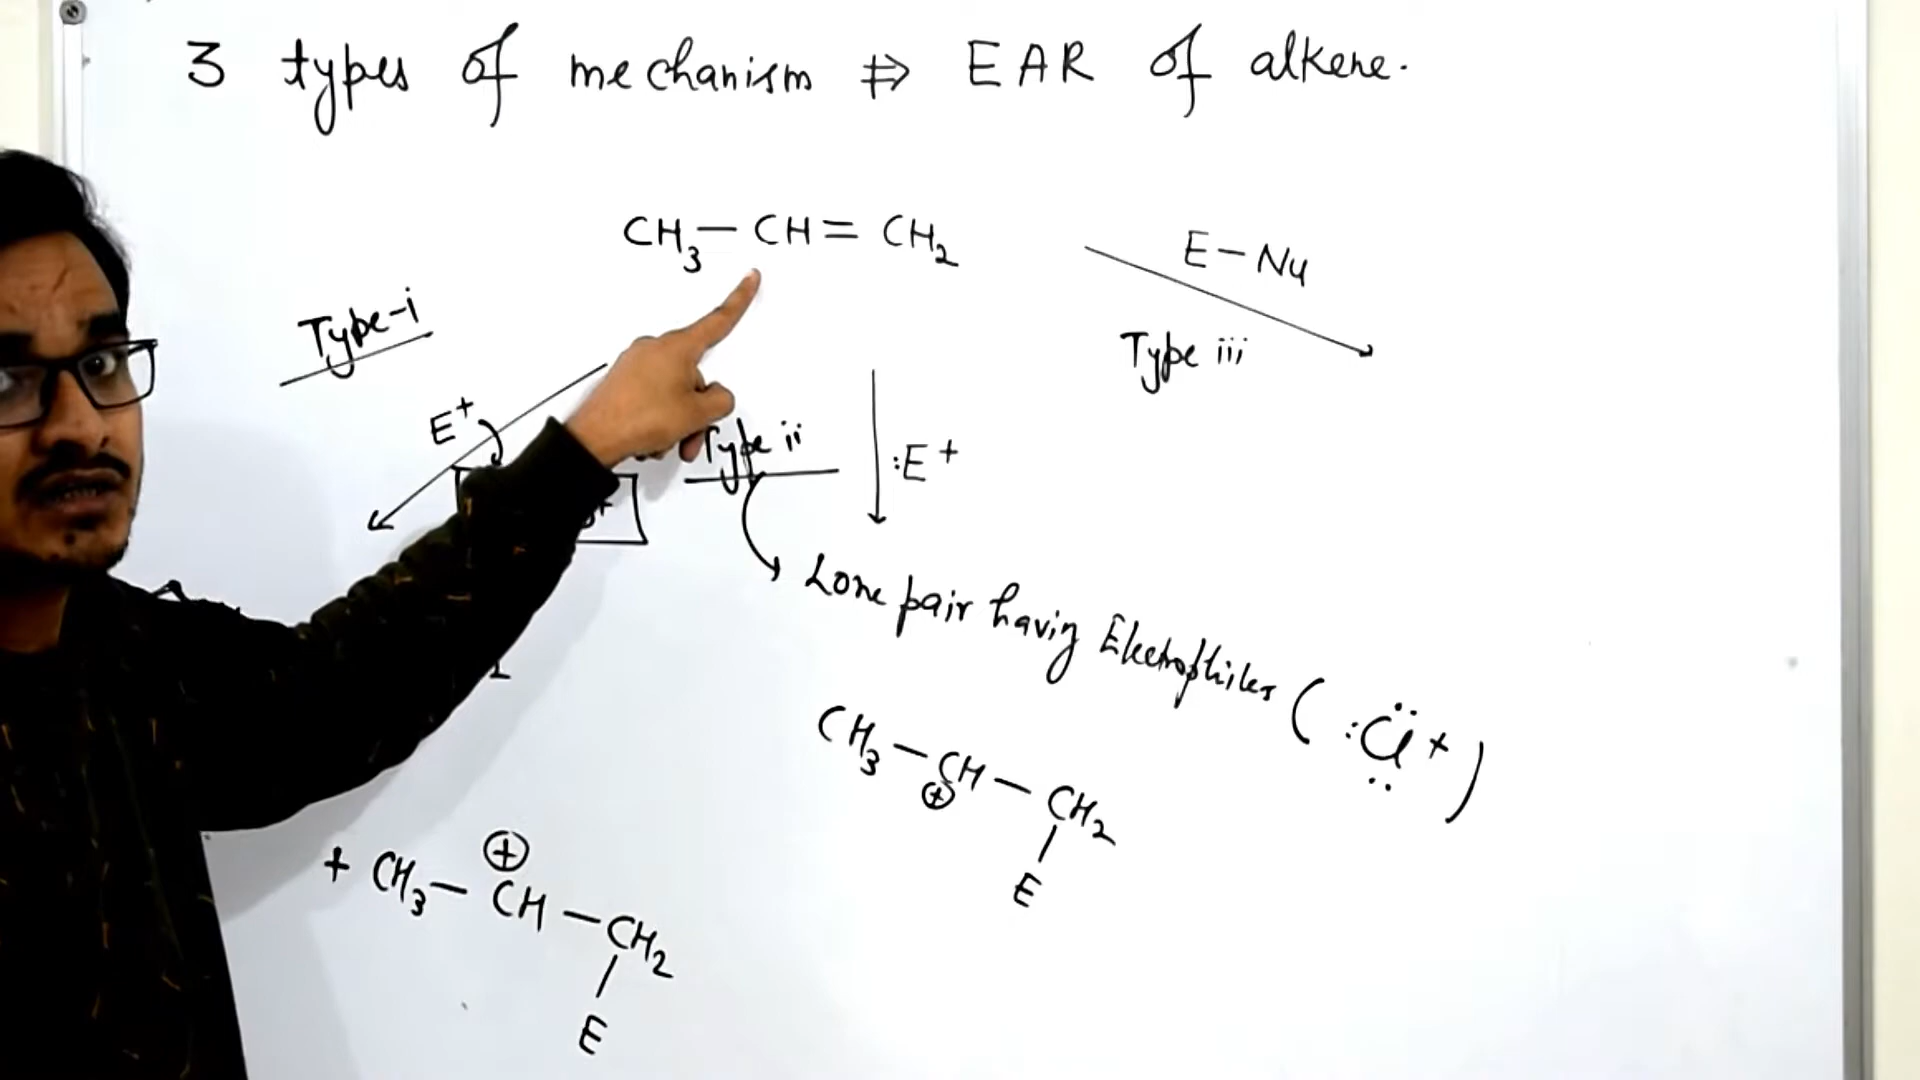 3 types of mechanism ⇒ EAR of alkene.
CH3 – CH = CH2
E – Nu
Type iii
Type-i
E+
Type ii
:E+
Lone pair having Electrophiles ( :C̈l+ )
CH3 – CH – CH2
⊕
E
⊕
+ CH3 – CH – CH2
E